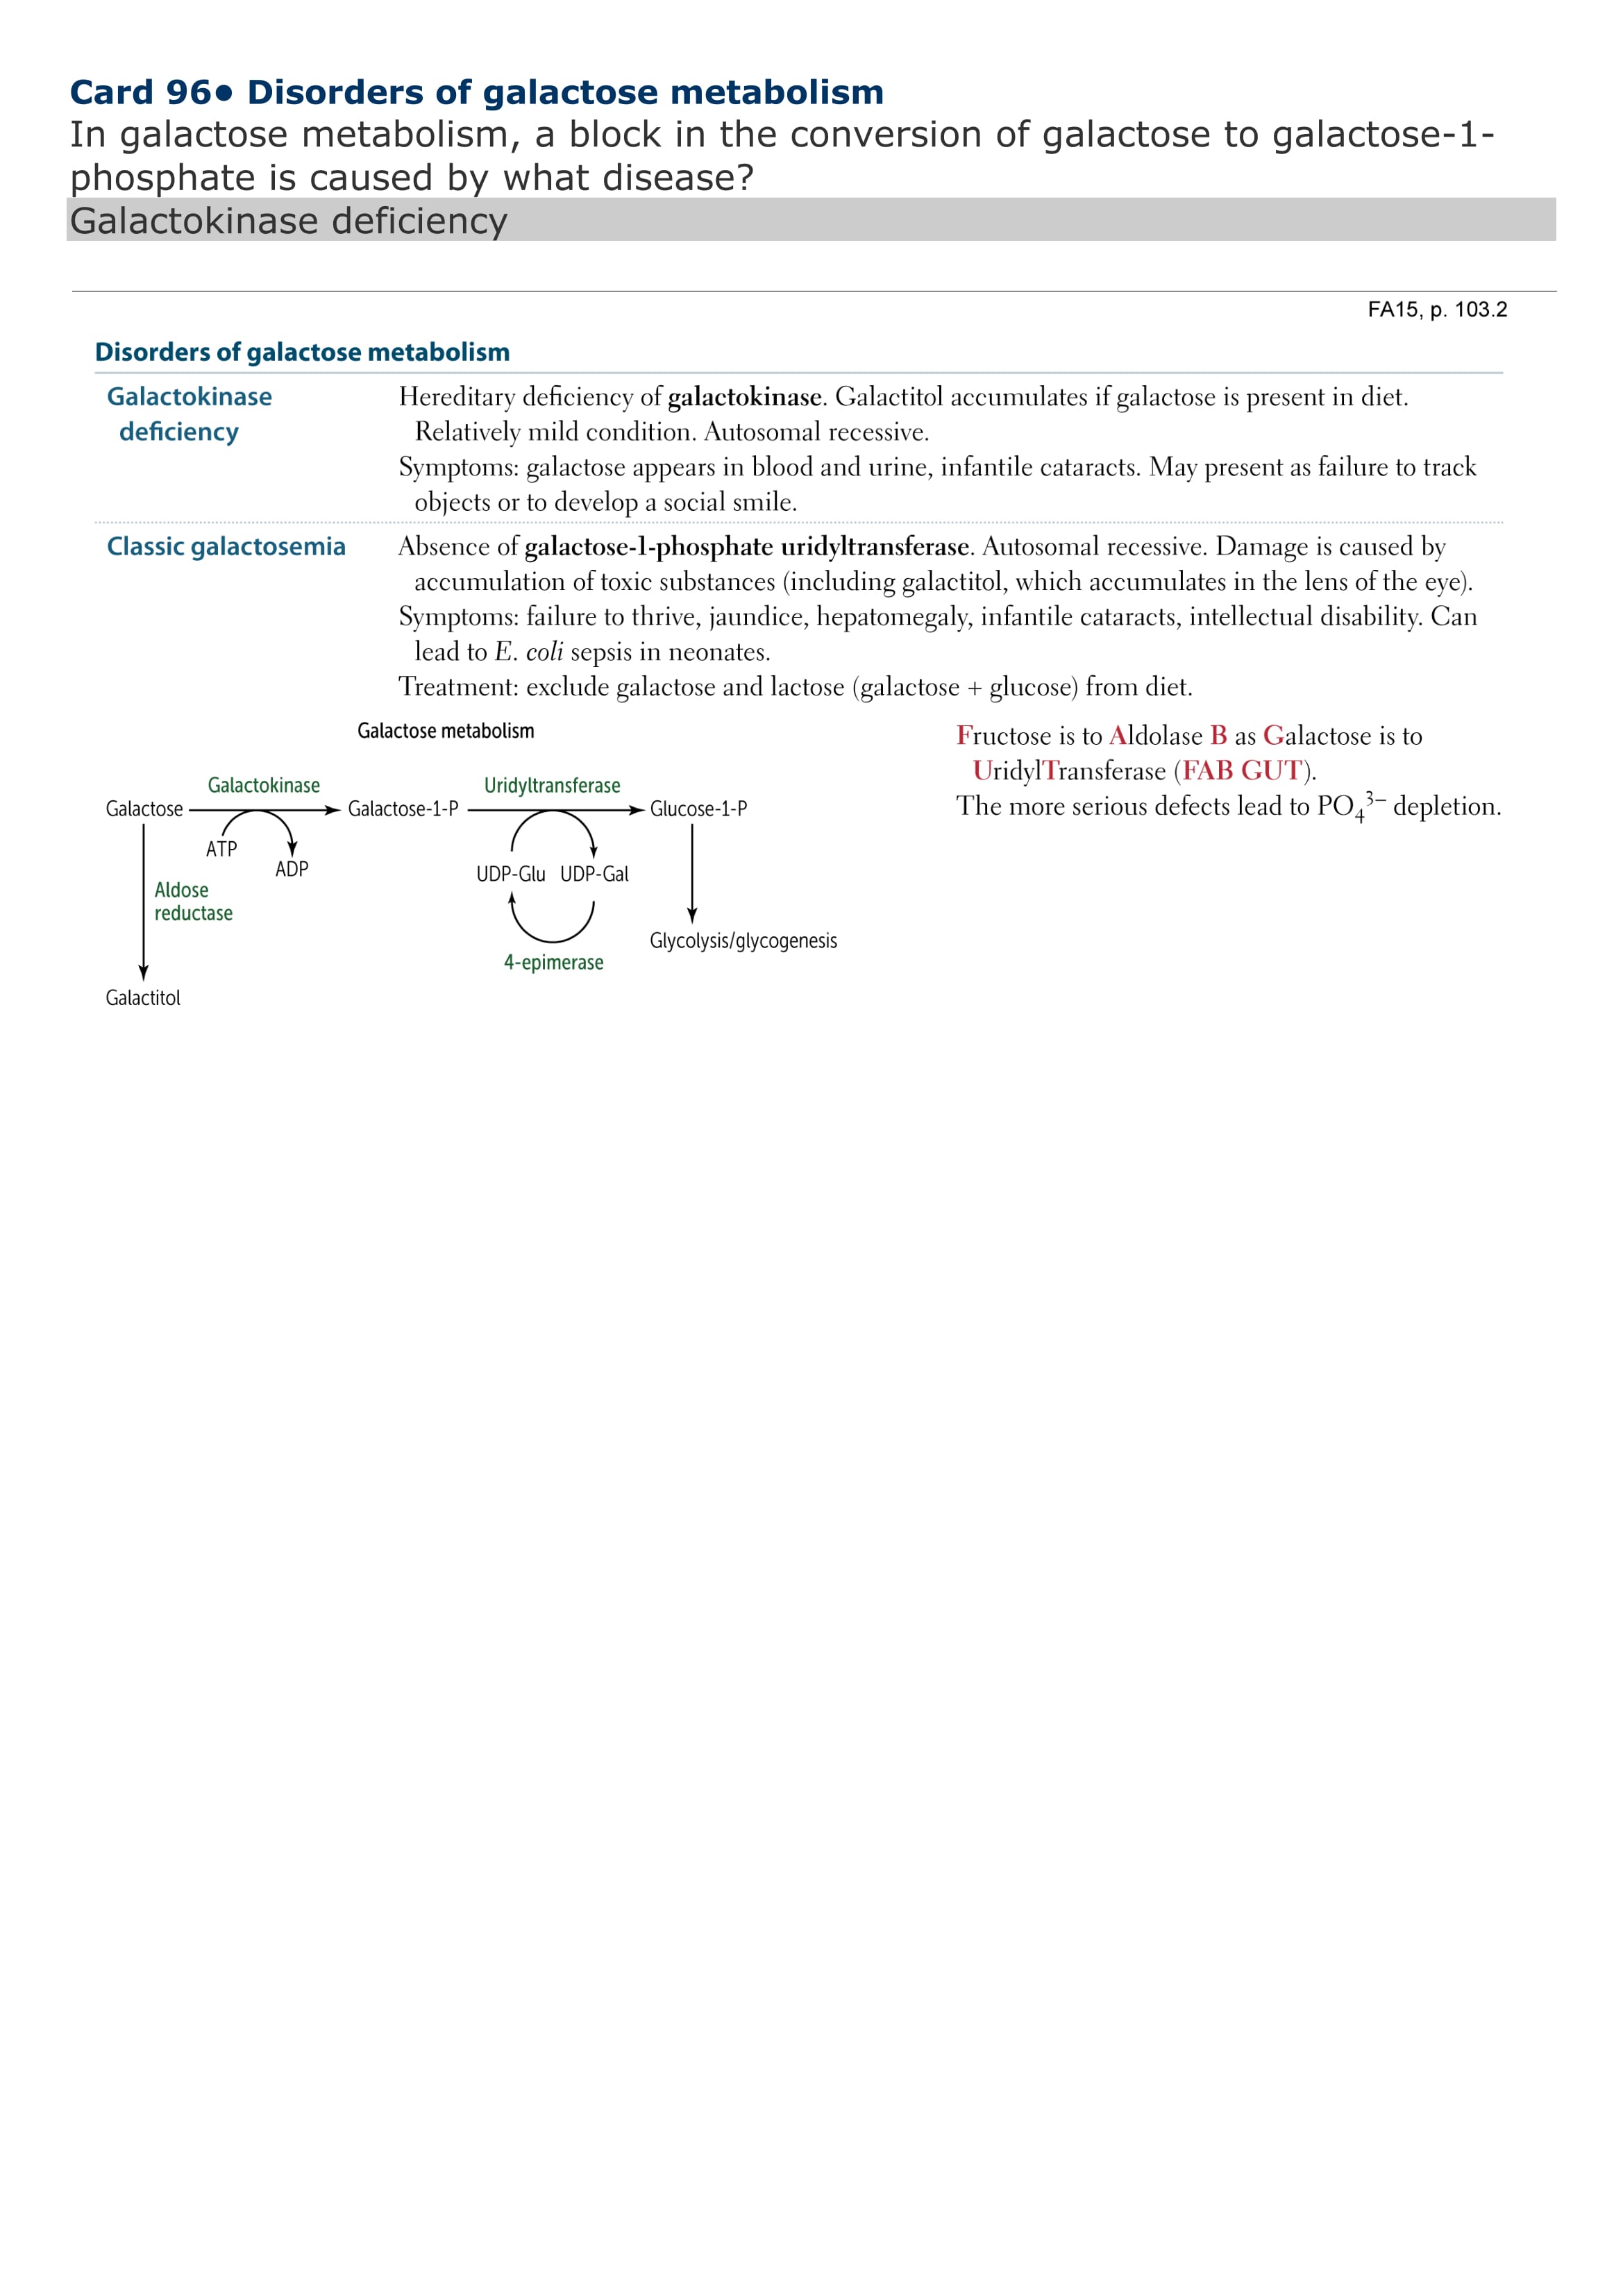 Card 96● Disorders of galactose metabolism
In galactose metabolism, a block in the conversion of galactose to galactose-1-
phosphate is caused by what disease?
Galactokinase deficiency
FA15, p. 103.2
Disorders of galactose metabolism
Galactokinase
deficiency
Hereditary deficiency of galactokinase. Galactitol accumulates if galactose is present in diet.
Relatively mild condition. Autosomal recessive.
Symptoms: galactose appears in blood and urine, infantile cataracts. May present as failure to track
objects or to develop a social smile.
Classic galactosemia
Absence of galactose-1-phosphate uridyltransferase. Autosomal recessive. Damage is caused by
accumulation of toxic substances (including galactitol, which accumulates in the lens of the eye).
Symptoms: failure to thrive, jaundice, hepatomegaly, infantile cataracts, intellectual disability. Can
lead to E. coli sepsis in neonates.
Treatment: exclude galactose and lactose (galactose + glucose) from diet.
Galactose metabolism
Galactokinase
Uridyltransferase
Galactose
Galactose-1-P
Glucose-1-P
ATP
ADP
UDP-Glu
UDP-Gal
Aldose
reductase
Glycolysis/glycogenesis
4-epimerase
Galactitol
Fructose is to Aldolase B as Galactose is to
UridylTransferase (FAB GUT).
The more serious defects lead to PO₄³⁻ depletion.